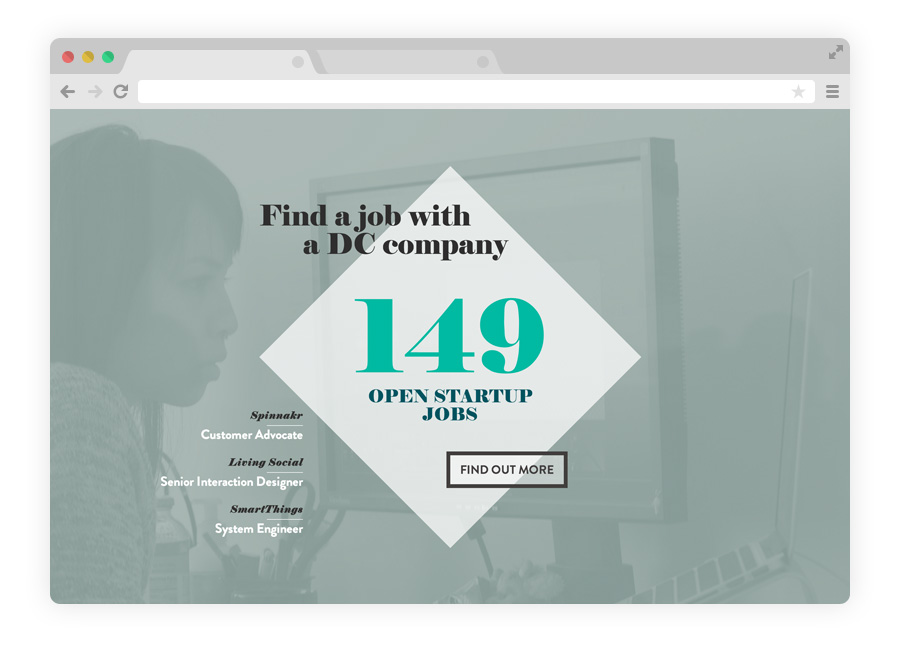 Find a job with
a DC company
149
OPEN STARTUP
JOBS
Spinnakr
Customer Advocate
Living Social
Senior Interaction Designer
SmartThings
System Engineer
FIND OUT MORE